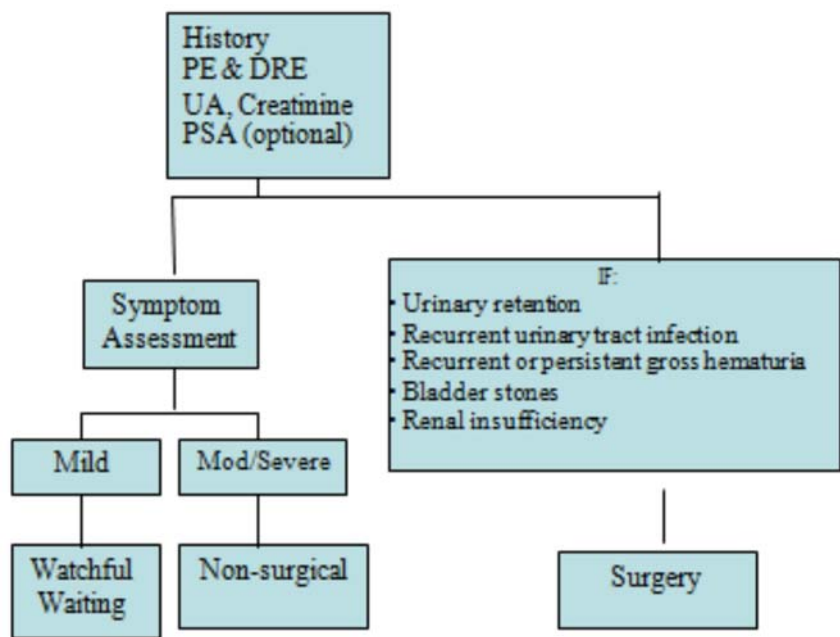 History
PE & DRE
UA, Creatinine
PSA (optional)
Symptom
Assessment
IF:
• Urinary retention
• Recurrent urinary tract infection
• Recurrent or persistent gross hematuria
• Bladder stones
• Renal insufficiency
Mild
Mod/Severe
Watchful
Waiting
Non-surgical
Surgery